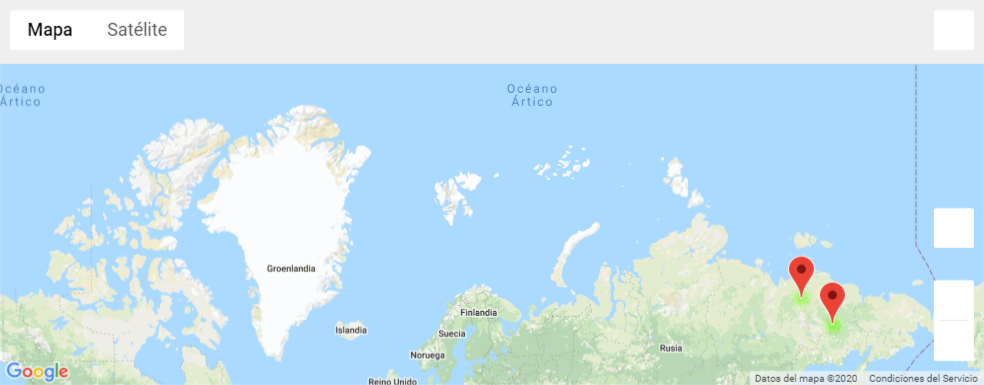 Mapa Satélite
Océano
Ártico
Océano
Ártico
Groenlandia
Finlandia
Islandia
Suecia
Rusia
Noruega
Reino Unido
Google
Datos del mapa ©2020 Condiciones del Servicio